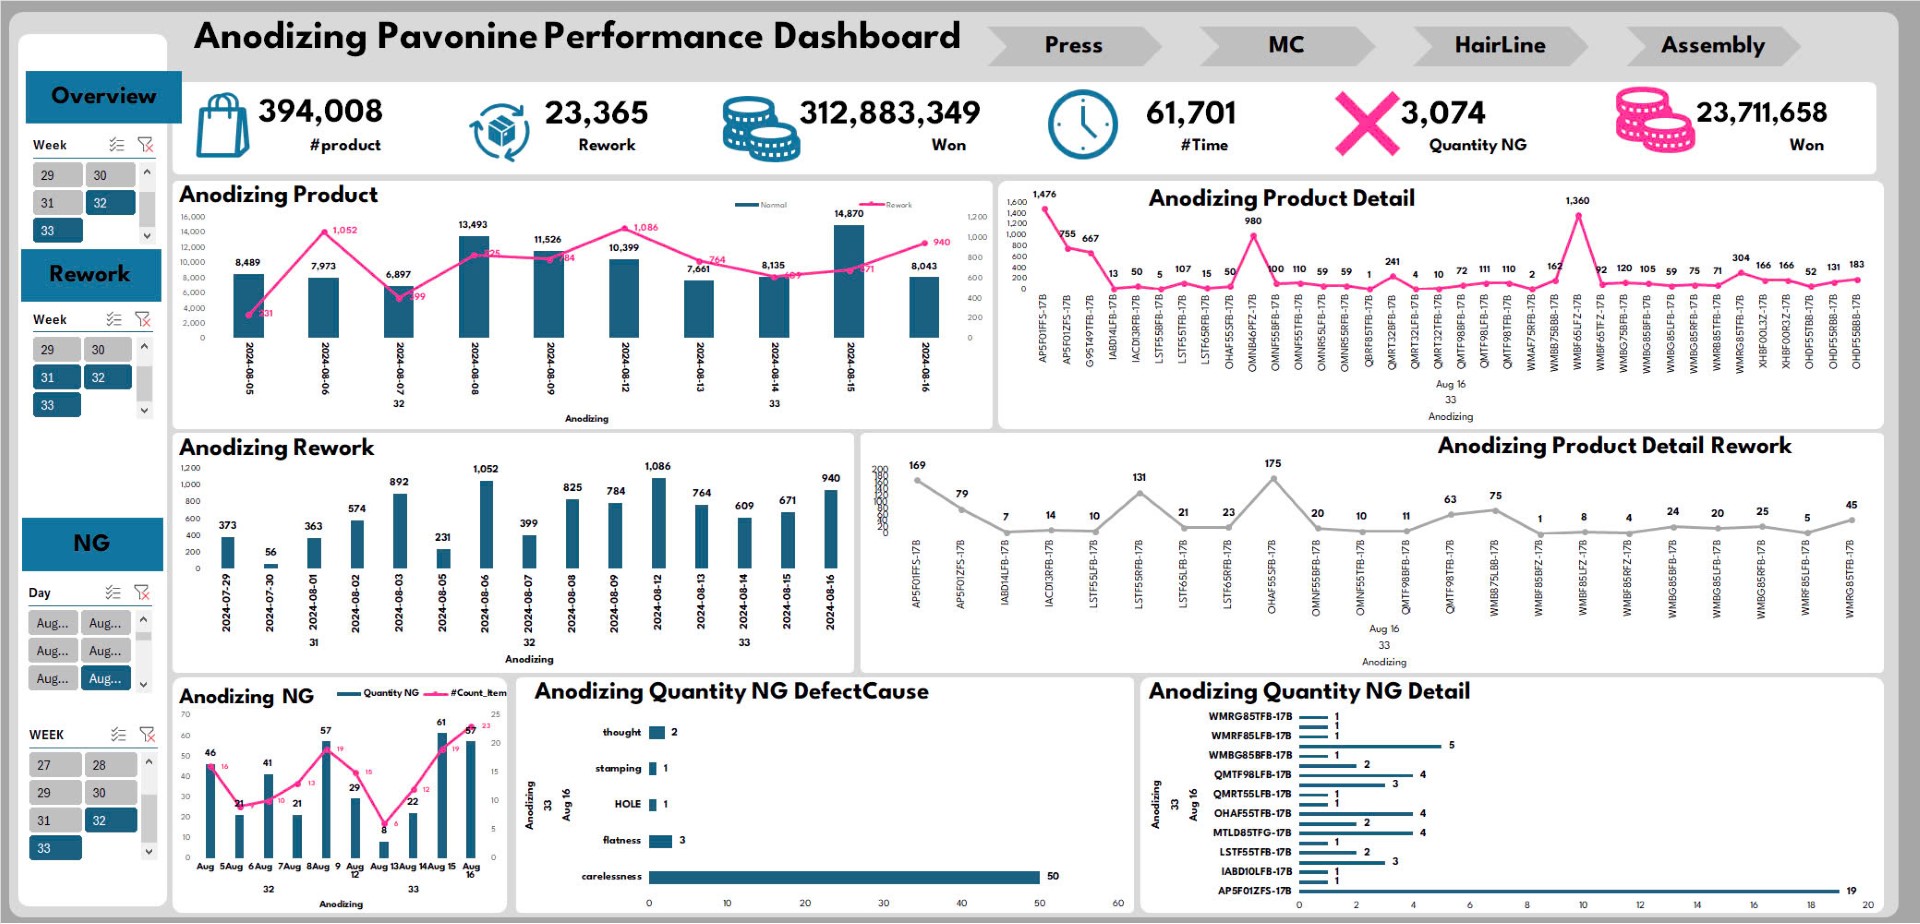 Anodizing Pavonine Performance Dashboard
Press
MC
HairLine
Assembly
Overview
394,008
#product
23,365
Rework
312,883,349
Won
61,701
#Time
3,074
Quantity NG
23,711,658
Won
Week
29 30
31 32
33
Rework
Week
29 30
31 32
33
NG
Day
Aug... Aug...
Aug... Aug...
Aug... Aug...
WEEK
27 28
29 30
31 32
33
Anodizing Product
Normal Rework
16,000
14,000
12,000
10,000
8,000
6,000
4,000
2,000
0
1,200
1,000
800
600
400
200
0
8,489 7,973 6,897 13,493 11,526 10,399 7,661 8,135 14,870 8,043
231 1,052 399 825 784 1,086 764 609 671 940
2024-08-05 2024-08-06 2024-08-07 2024-08-08 2024-08-09 2024-08-12 2024-08-13 2024-08-14 2024-08-15 2024-08-16
32 33
Anodizing
Anodizing Product Detail
1,600
1,400
1,200
1,000
800
600
400
200
0
1,476 755 667 13 50 5 107 15 50 980 100 110 59 59 1 241 4 10 72 111 110 2 162 1,360 92 120 105 59 75 71 304 166 166 52 131 183
AP5F01FFS-17B AP5F01ZFS-17B G95T49TFB-17B IABD14LFB-17B IACD13RFB-17B LSTF55BFB-17B LSTF55TFB-17B LSTF65RFB-17B OHAF55SFB-17B OMNB46PFZ-17B OMNF55BFB-17B OMNF55TFB-17B OMNR55LFB-17B OMNR55RFB-17B QBRF85TFB-17B QMRT32BFB-17B QMRT32LFB-17B QMRT32TFB-17B QMTF98BFB-17B QMTF98LFB-17B QMTF98TFB-17B WMAF75RFB-17B WMBB75BBB-17B WMBF65LFZ-17B WMBF65TFZ-17B WMBG75BFB-17B WMBG85BFB-17B WMBG85LFB-17B WMBG85RFB-17B WMRB85TFB-17B WMRG85TFB-17B XHBF00L3Z-17B XHBF00R3Z-17B OHDF55TBB-17B OHDF55RBB-17B OHDF55BBB-17B
Aug 16
33
Anodizing
Anodizing Rework
1,200
1,000
800
600
400
200
0
373 56 363 574 892 231 1,052 399 825 784 1,086 764 609 671 940
2024-07-29 2024-07-30 2024-08-01 2024-08-02 2024-08-03 2024-08-05 2024-08-06 2024-08-07 2024-08-08 2024-08-09 2024-08-12 2024-08-13 2024-08-14 2024-08-15 2024-08-16
31 32 33
Anodizing
Anodizing Product Detail Rework
200
180
160
140
120
100
80
60
40
20
0
169 79 7 14 10 131 21 23 175 20 10 11 63 75 1 8 4 24 20 25 5 45
AP5F01FFS-17B AP5F01ZFS-17B IABD14LFB-17B IACD13RFB-17B LSTF55LFB-17B LSTF55RFB-17B LSTF65LFB-17B LSTF65RFB-17B OHAF55SFB-17B OMNF55BFB-17B OMNF55TFB-17B QMTF98BFB-17B QMTF98TFB-17B WMBB75LBB-17B WMBF85BFZ-17B WMBF85LFZ-17B WMBF85RFZ-17B WMBG85BFB-17B WMBG85LFB-17B WMBG85RFB-17B WMRF85LFB-17B WMRG85TFB-17B
Aug 16
33
Anodizing
Anodizing NG
Quantity NG #Count_Item
70
60
50
40
30
20
10
0
25
20
15
10
5
0
46 21 41 21 57 29 8 22 61 57
16 9 10 13 19 15 6 12 19 23
Aug 5 Aug 6 Aug 7 Aug 8 Aug 9 Aug 12 Aug 13 Aug 14 Aug 15 Aug 16
32 33
Anodizing
Anodizing Quantity NG DefectCause
Anodizing
33
Aug 16
thought 2
stamping 1
HOLE 1
flatness 3
carelessness 50
0 10 20 30 40 50 60
Anodizing Quantity NG Detail
Anodizing
33
Aug 16
WMRG85TFB-17B 1
1
WMRF85LFB-17B 1
5
WMBG85BFB-17B 1
2
QMTF98LFB-17B 4
3
QMRT55LFB-17B 1
1
OHAF55TFB-17B 4
2
MTLD85TFG-17B 4
1
LSTF55TFB-17B 2
3
IABD10LFB-17B 1
1
AP5F01ZFS-17B 19
0 2 4 6 8 10 12 14 16 18 20